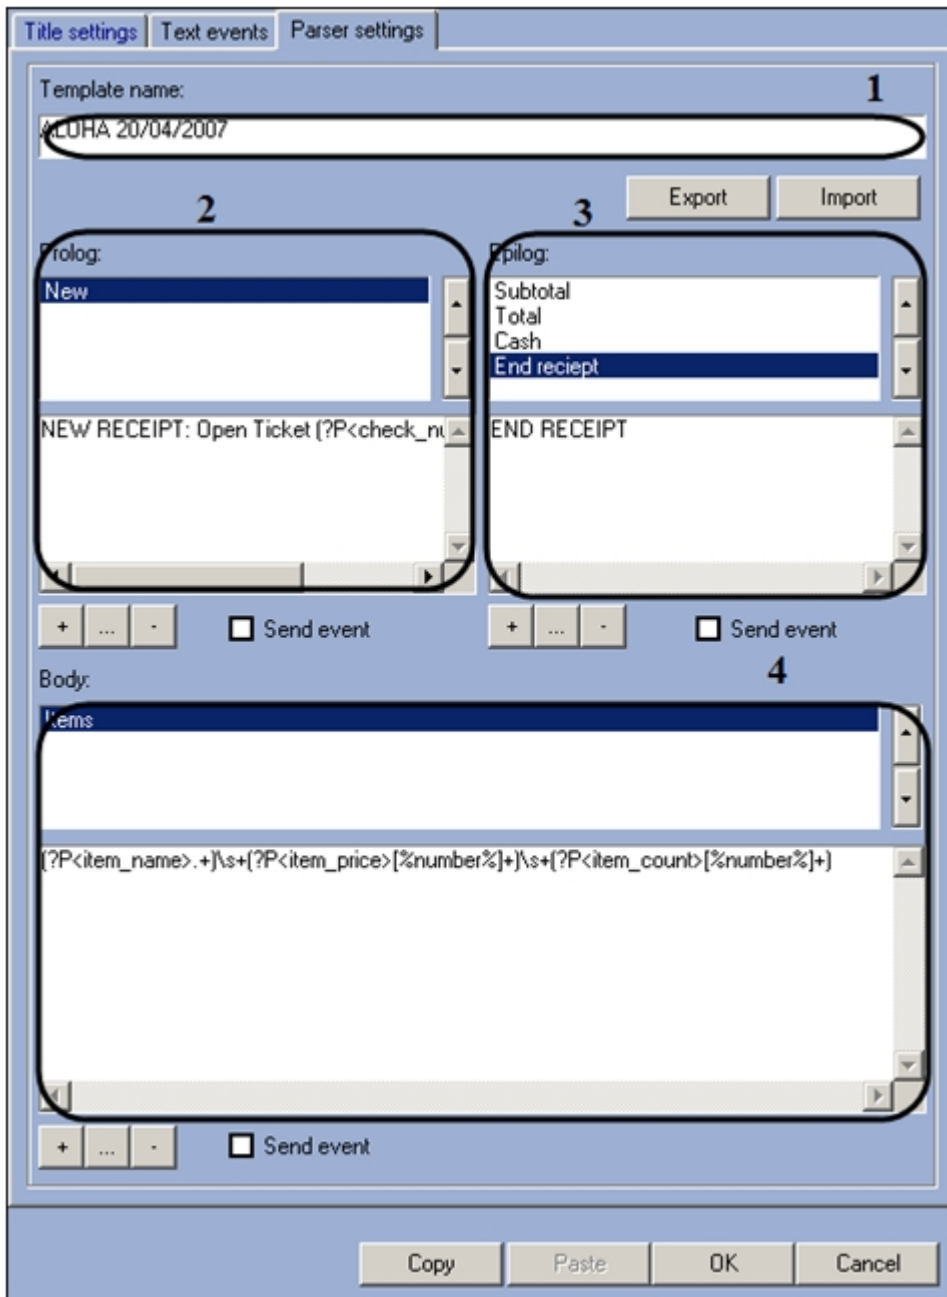 Title settings Text events Parser settings
Template name: 1
ALOHA 20/04/2007
Export Import
2 3
Prolog: Epilog:
New
Subtotal
Total
Cash
End reciept
NEW RECEIPT: Open Ticket (?P<check_nu
END RECEIPT
+ ... - Send event + ... - Send event
Body: 4
Items
(?P<item_name>.+)\s+(?P<item_price>[%number%]+)\s+(?P<item_count>[%number%]+)
+ ... - Send event
Copy Paste OK Cancel